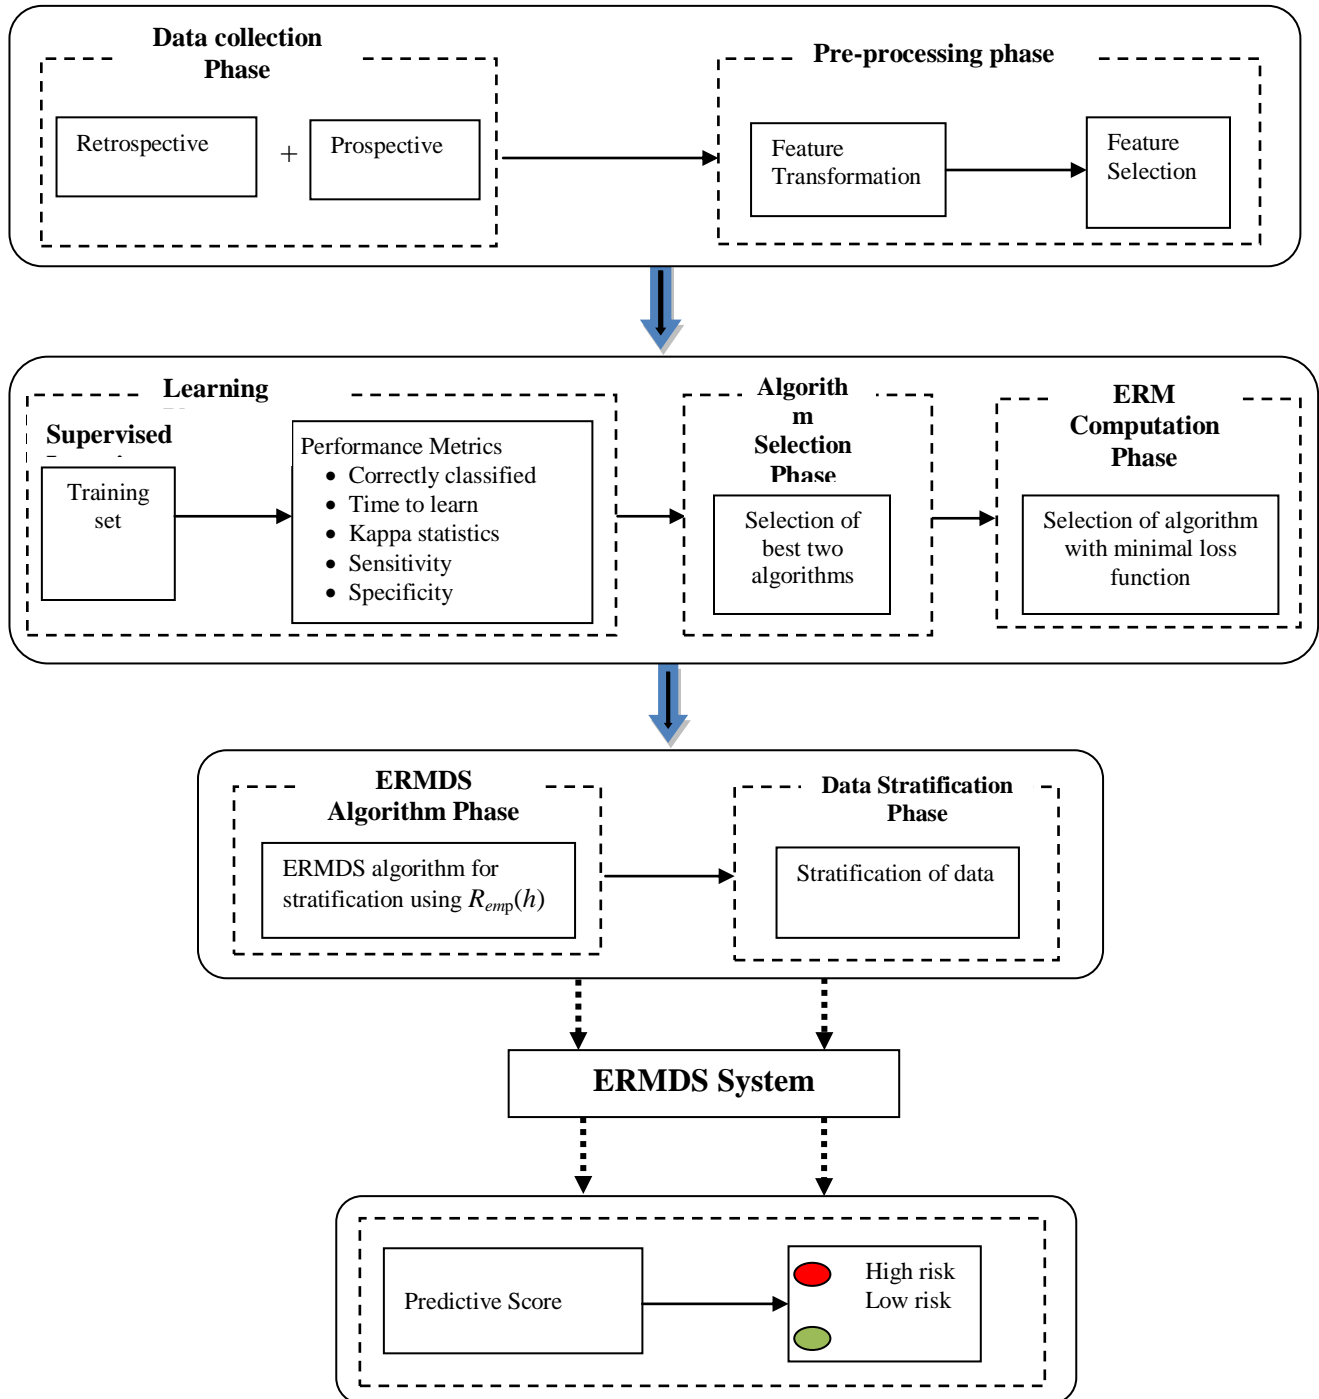 Data collection
Phase
Retrospective
+
Prospective
Pre-processing phase
Feature
Transformation
Feature
Selection
Learning
Supervised
Training
set
Performance Metrics
• Correctly classified
• Time to learn
• Kappa statistics
• Sensitivity
• Specificity
Algorith
m
Selection
Phase
Selection of
best two
algorithms
ERM
Computation
Phase
Selection of algorithm
with minimal loss
function
ERMDS
Algorithm Phase
ERMDS algorithm for
stratification using R_emp(h)
Data Stratification
Phase
Stratification of data
ERMDS System
Predictive Score
High risk
Low risk